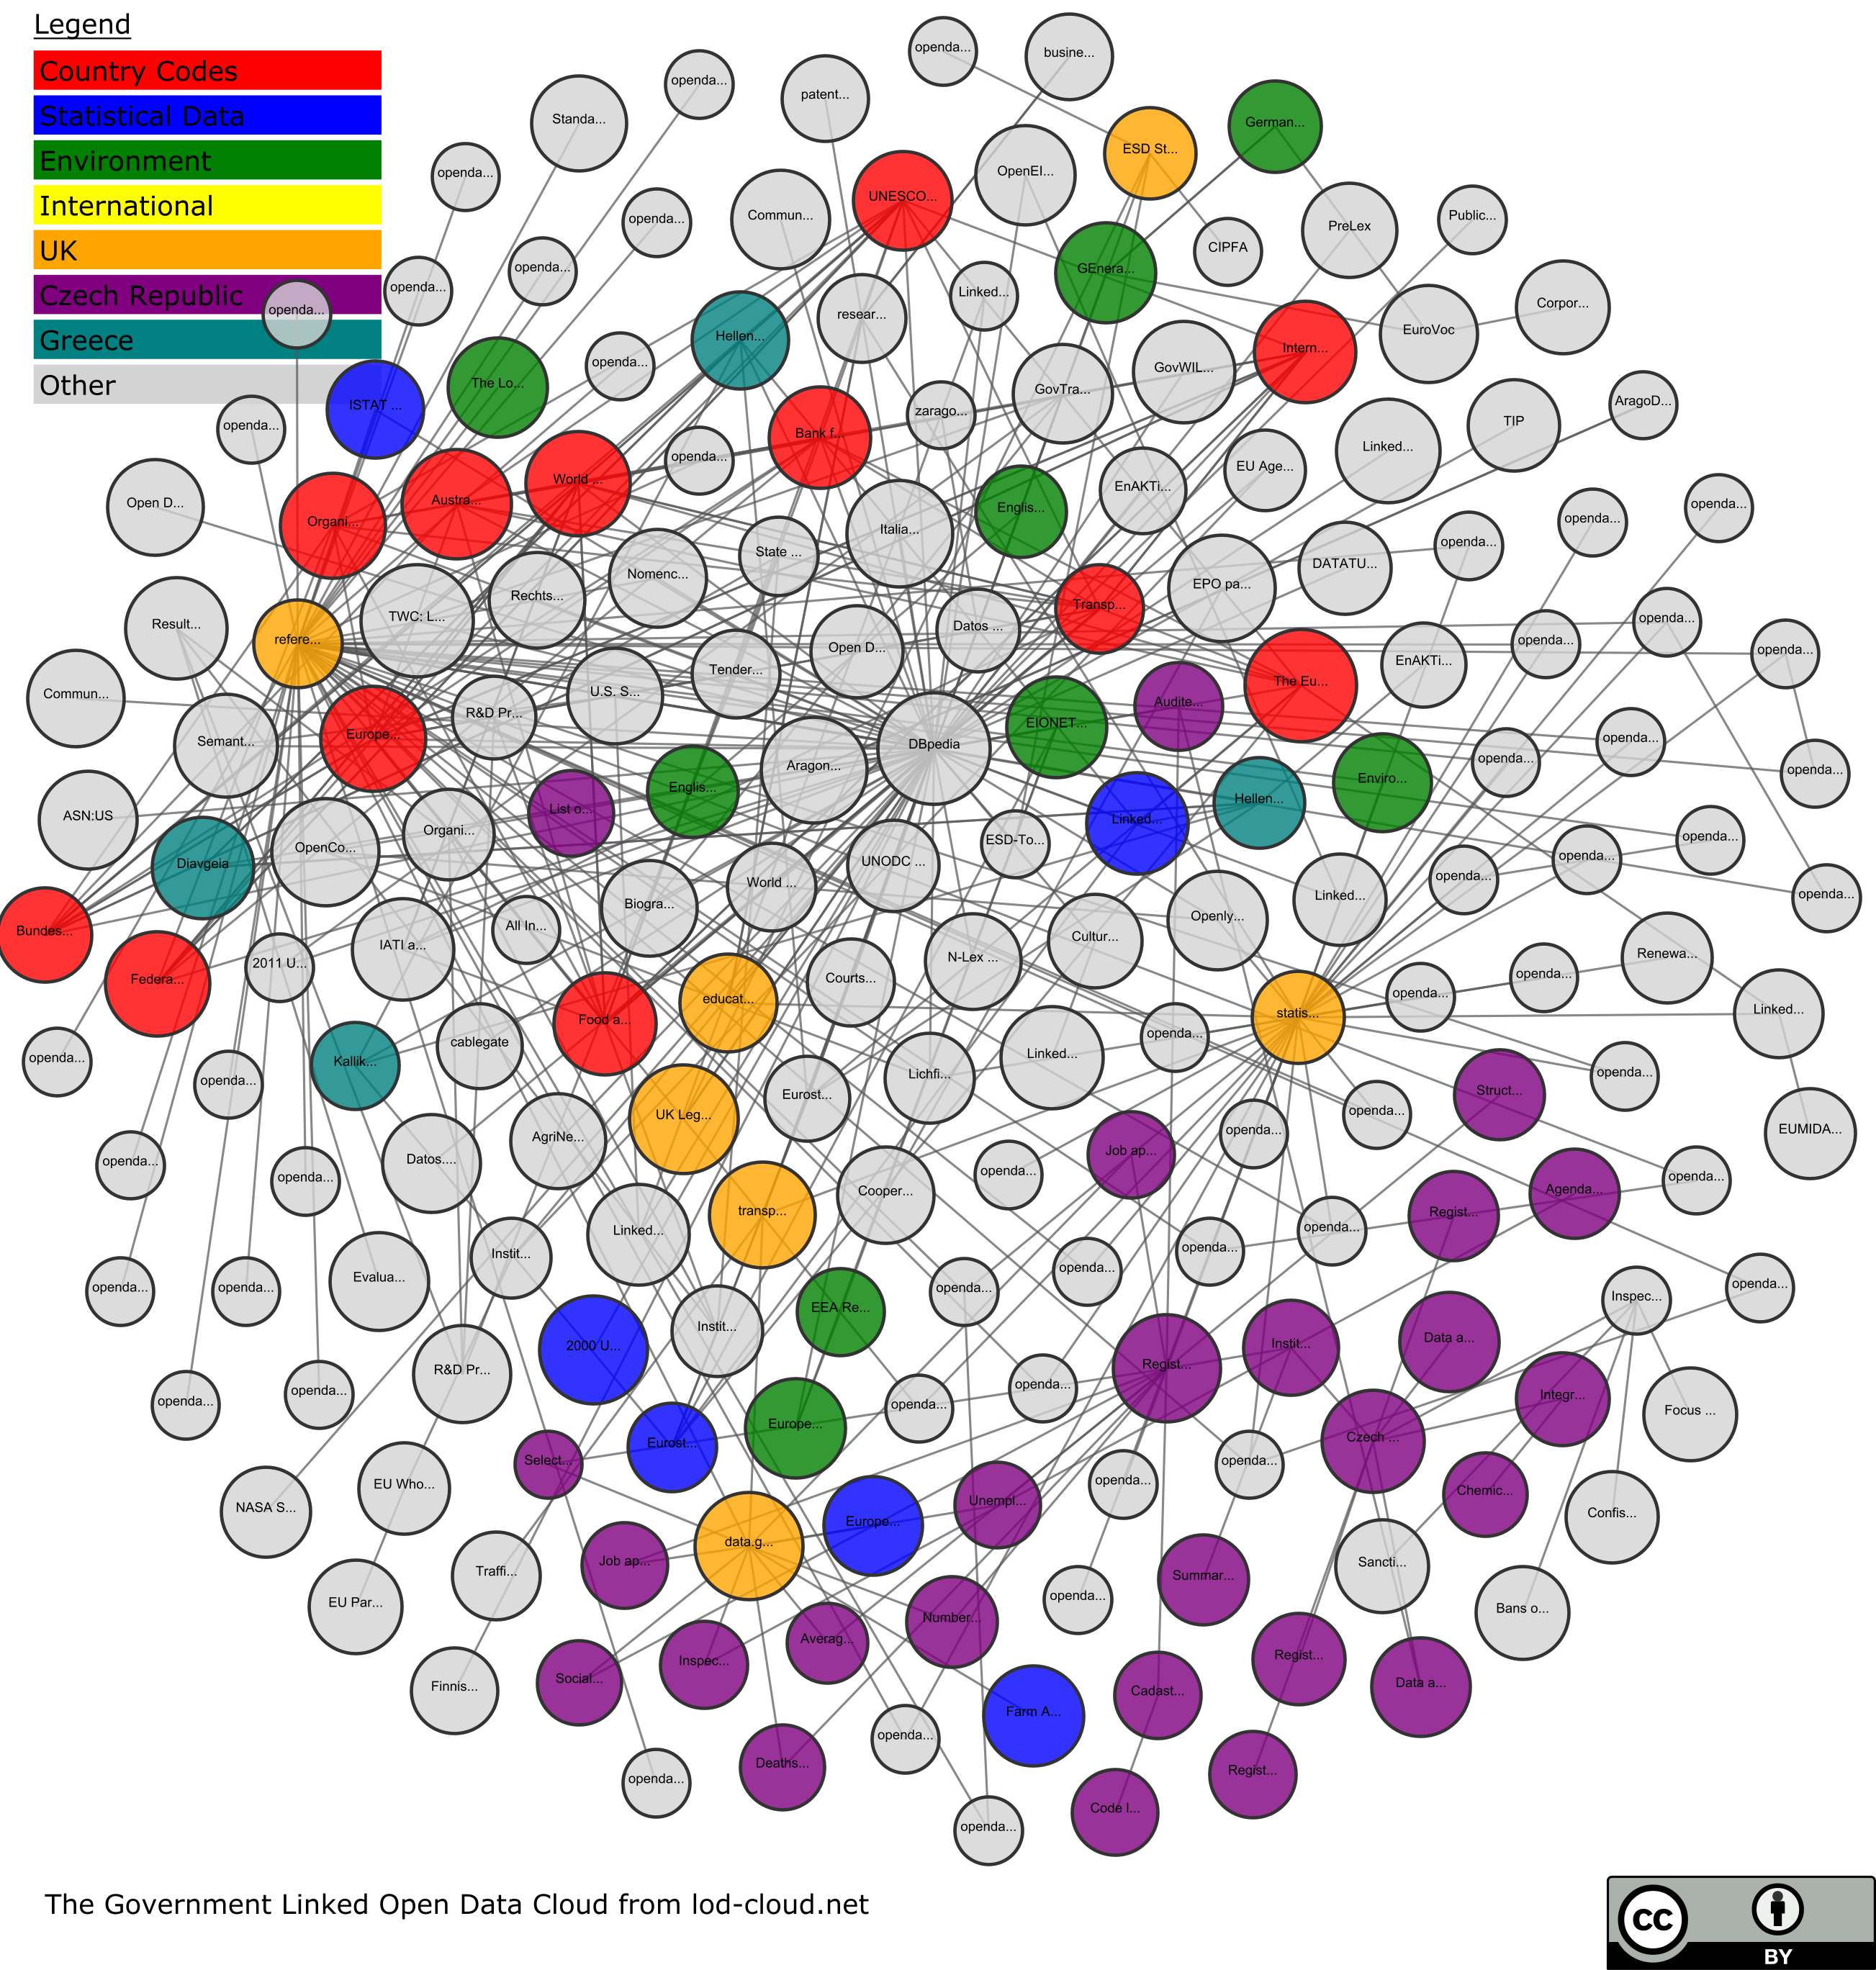 Legend
Country Codes
Statistical Data
Environment
International
UK
Czech Republic
Greece
Other
openda...
busine...
openda...
patent...
Standa...
German...
ESD St...
openda...
OpenEI...
UNESCO...
Commun...
openda...
PreLex
Public...
CIPFA
openda...
GEnera...
openda...
Linked...
Corpor...
openda...
resear...
EuroVoc
Hellen...
Intern...
openda...
GovWIL...
The Lo...
GovTra...
ISTAT ...
zarago...
AragoD...
TIP
openda...
Bank f...
Linked...
openda...
EU Age...
World ...
EnAKTi...
Austra...
Open D...
Englis...
openda...
openda...
Organi...
Italia...
openda...
State ...
DATATU...
Nomenc...
EPO pa...
Rechts...
Transp...
TWC: L...
Result...
Datos ...
openda...
refere...
openda...
Open D...
openda...
EnAKTi...
Tender...
The Eu...
U.S. S...
Commun...
Audite...
R&D Pr...
EIONET...
Europe...
openda...
Semant...
DBpedia
openda...
Aragon...
openda...
Enviro...
Englis...
Hellen...
List o...
ASN:US
Linked...
Organi...
ESD-To...
openda...
OpenCo...
openda...
UNODC ...
Diavgeia
openda...
World ...
openda...
Linked...
Biogra...
Openly...
All In...
Bundes...
Cultur...
IATI a...
N-Lex ...
Renewa...
2011 U...
openda...
Federa...
Courts...
openda...
educat...
Linked...
statis...
Food a...
openda...
cablegate
Linked...
openda...
Kallik...
openda...
Lichfi...
openda...
Struct...
Eurost...
openda...
UK Leg...
openda...
EUMIDA...
AgriNe...
Job ap...
Datos....
openda...
openda...
openda...
openda...
Agenda...
Cooper...
transp...
Regist...
openda...
Linked...
openda...
Instit...
openda...
Evalua...
openda...
openda...
openda...
openda...
Inspec...
EEA Re...
Instit...
Data a...
2000 U...
Instit...
Regist...
R&D Pr...
openda...
Integr...
openda...
openda...
openda...
Focus ...
Europe...
Czech ...
Eurost...
Select...
openda...
openda...
EU Who...
Chemic...
Unempl...
NASA S...
Confis...
Europe...
data.g...
Job ap...
Sancti...
Traffi...
Summar...
openda...
EU Par...
Bans o...
Number...
Averag...
Regist...
Inspec...
Social...
Data a...
Finnis...
Cadast...
Farm A...
openda...
Deaths...
Regist...
openda...
Code l...
openda...
The Government Linked Open Data Cloud from lod-cloud.net
cc
BY